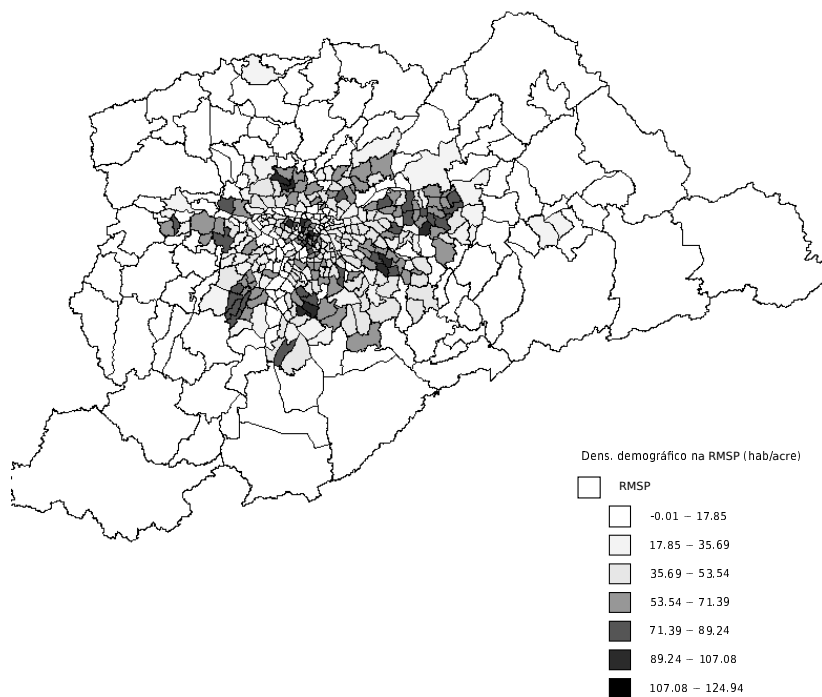 Dens. demográfico na RMSP (hab/acre)
RMSP
-0.01 – 17.85
17.85 – 35.69
35.69 – 53.54
53.54 – 71.39
71.39 – 89.24
89.24 – 107.08
107.08 – 124.94